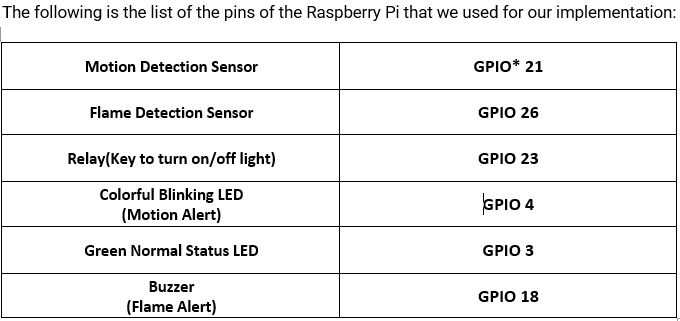 The following is the list of the pins of the Raspberry Pi that we used for our implementation:
Motion Detection Sensor GPIO* 21
Flame Detection Sensor GPIO 26
Relay(Key to turn on/off light) GPIO 23
Colorful Blinking LED
(Motion Alert) GPIO 4
Green Normal Status LED GPIO 3
Buzzer
(Flame Alert) GPIO 18